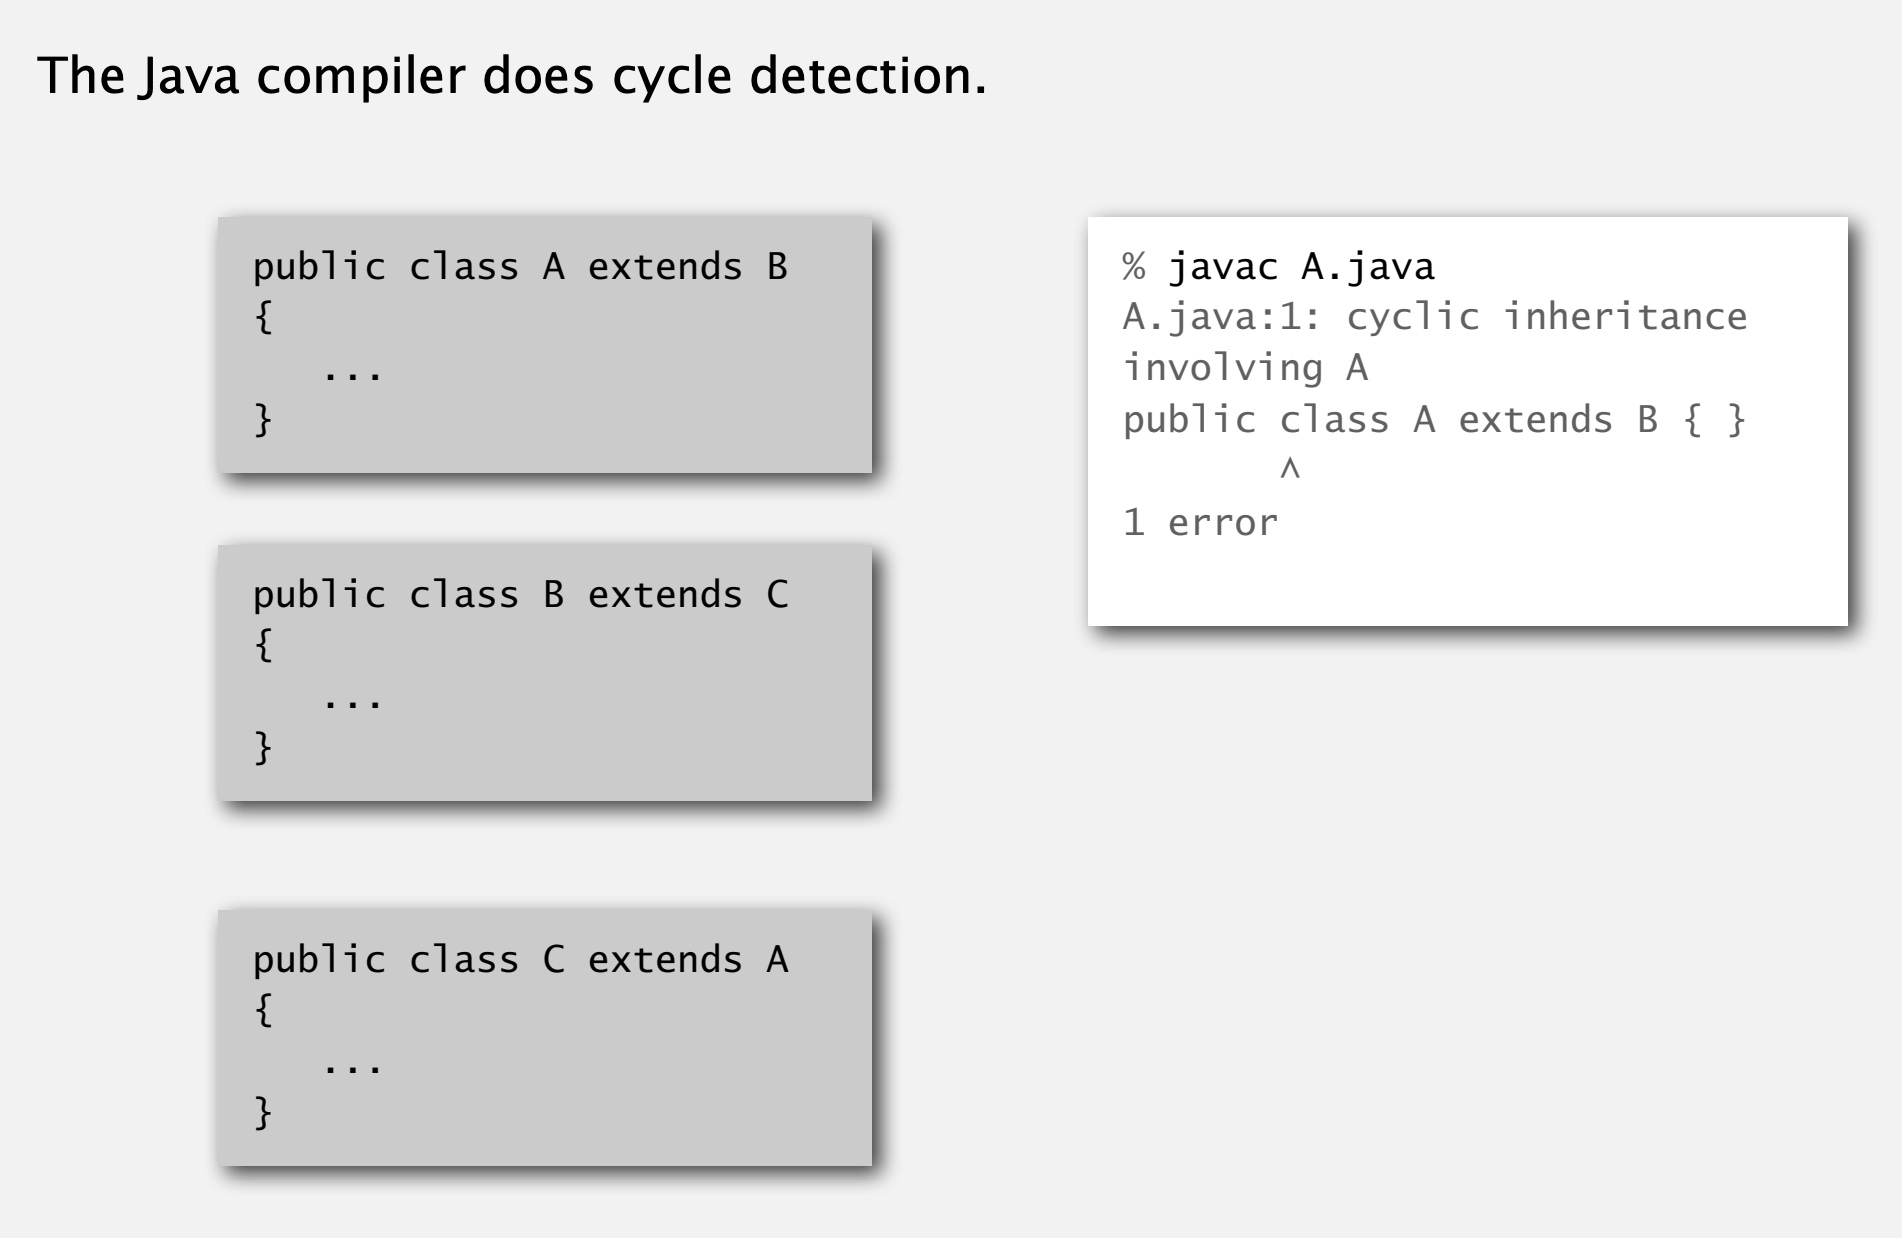 The Java compiler does cycle detection.
public class A extends B
{
   ...
}
public class B extends C
{
   ...
}
public class C extends A
{
   ...
}
% javac A.java
A.java:1: cyclic inheritance
involving A
public class A extends B { }
       ^
1 error